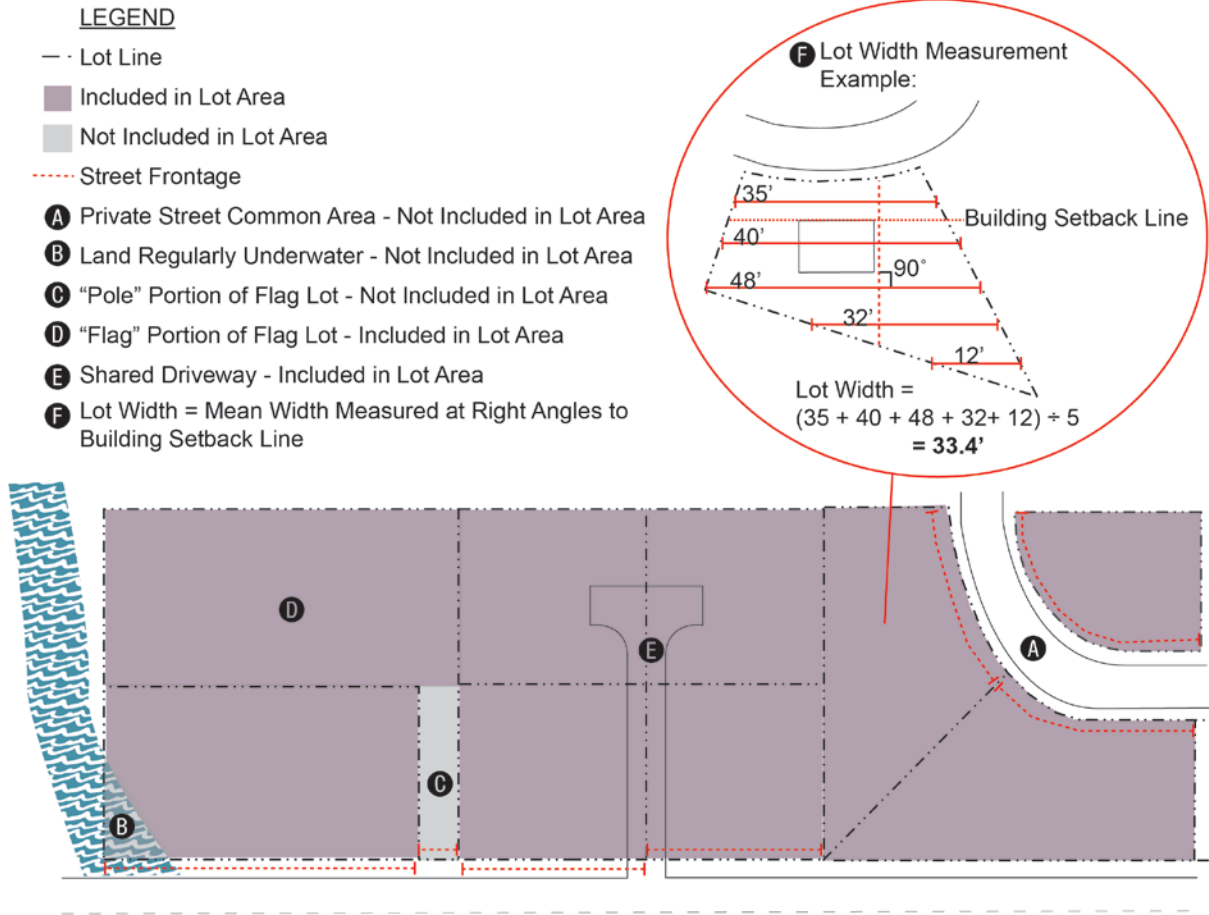 LEGEND
Lot Line
Included in Lot Area
Not Included in Lot Area
Street Frontage
A Private Street Common Area - Not Included in Lot Area
B Land Regularly Underwater - Not Included in Lot Area
C “Pole” Portion of Flag Lot - Not Included in Lot Area
D “Flag” Portion of Flag Lot - Included in Lot Area
E Shared Driveway - Included in Lot Area
F Lot Width = Mean Width Measured at Right Angles to
Building Setback Line
F Lot Width Measurement
Example:
35’
Building Setback Line
40’
90°
48’
32’
12’
Lot Width =
(35 + 40 + 48 + 32+ 12) ÷ 5
= 33.4’
D
E
A
C
B